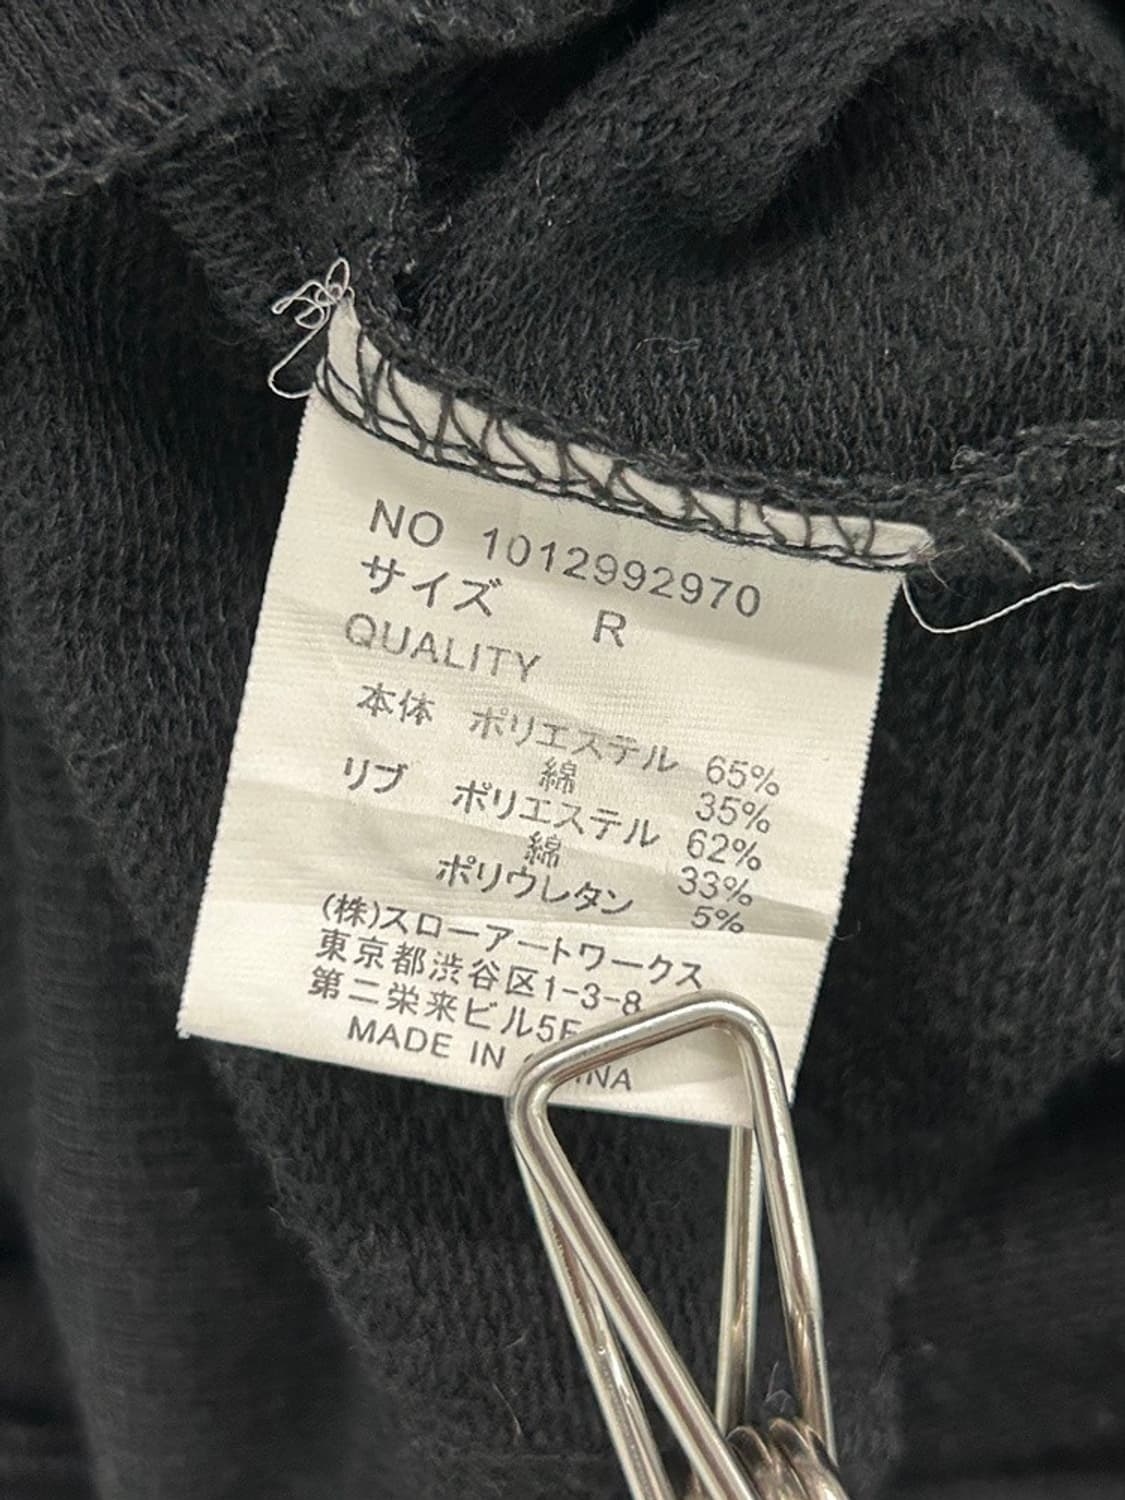 NO 1012992970
サイズ R
QUALITY
本体 ポリエステル 65%
綿 35%
リブ ポリエステル 62%
綿 33%
ポリウレタン 5%
(株)スローアートワークス
東京都渋谷区1-3-8
第二栄来ビル5F
MADE IN